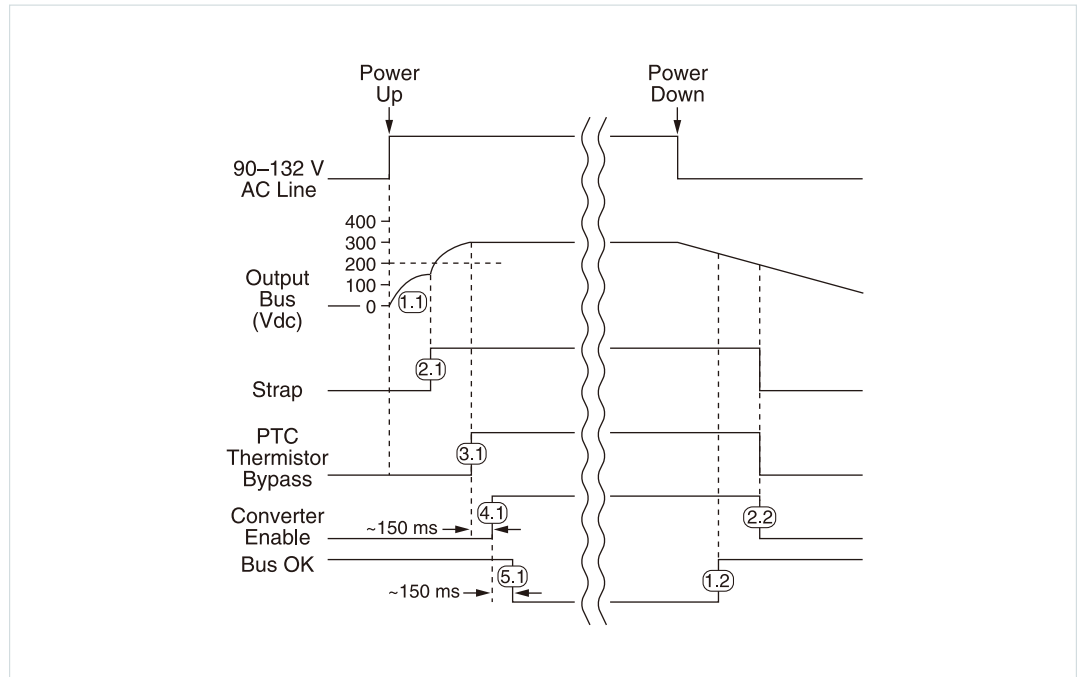 Power
Up
Power
Down
90–132 V
AC Line
400
300
200
100
0
Output
Bus
(Vdc)
1.1
2.1
Strap
PTC
Thermistor
Bypass
3.1
Converter
Enable
~150 ms
4.1
2.2
Bus OK
5.1
1.2
~150 ms